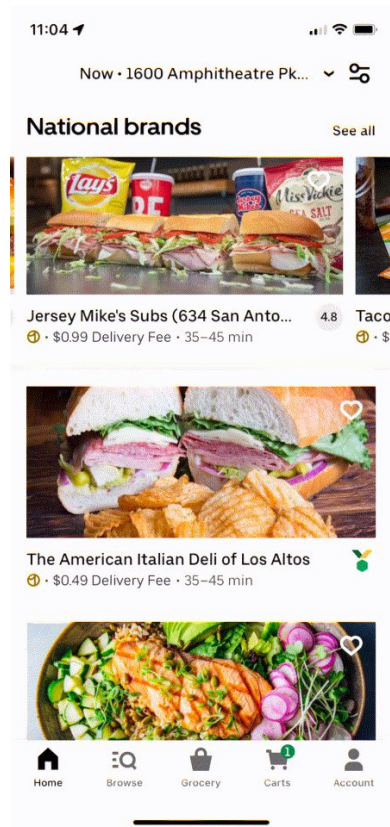 11:04
Now • 1600 Amphitheatre Pk...
National brands
See all
Lay's
Miss Vickie's
SEA SALT
Jersey Mike's Subs (634 San Anto...
4.8
Taco
• $0.99 Delivery Fee • 35–45 min
• $
The American Italian Deli of Los Altos
• $0.49 Delivery Fee • 35–45 min
1
Home
Browse
Grocery
Carts
Account